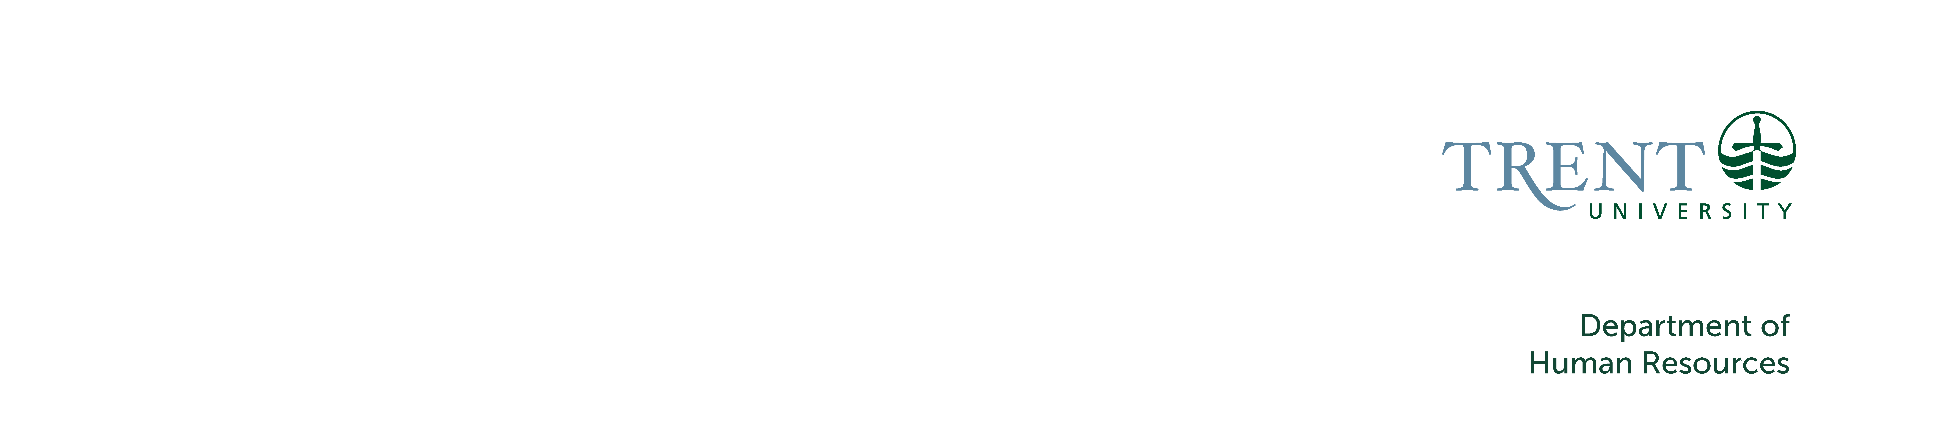 TRENT
UNIVERSITY
Department of
Human Resources